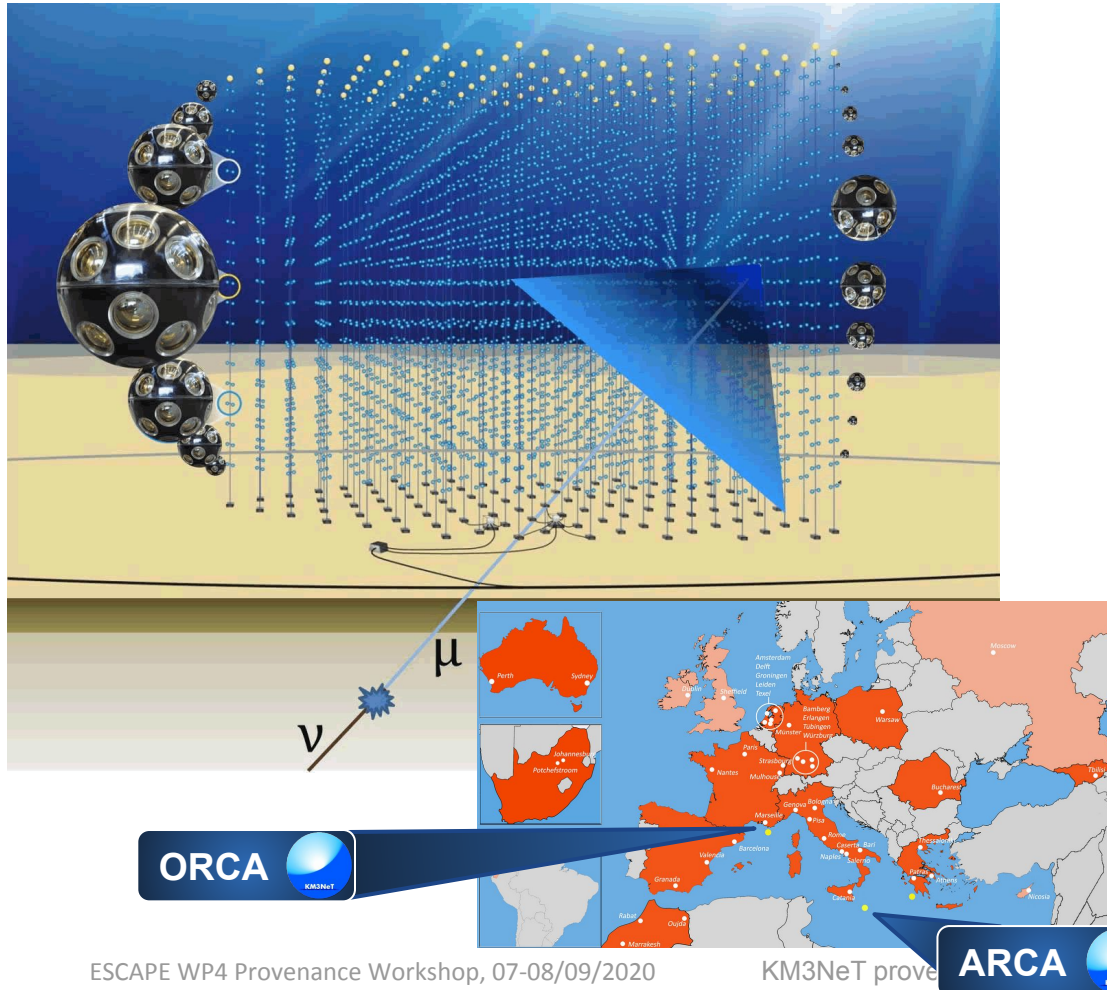 μ
ν
Perth
Sydney
Johannesburg
Potchefstroom
Moscow
Amsterdam
Delft
Groningen
Leiden
Texel
Dublin
Sheffield
Bamberg
Erlangen
Tübingen
Würzburg
Münster
Warsaw
Paris
Strasbourg
Nantes
Mulhouse
Tbilisi
Bucharest
Genova
Bologna
Marseille
Pisa
Rome
Bari
Caserta
Naples
Salerno
Thessaloniki
Barcelona
Valencia
Patras
Athens
Granada
Catania
Nicosia
Rabat
Oujda
Marrakesh
ORCA
KM3NeT
ARCA
ESCAPE WP4 Provenance Workshop, 07-08/09/2020
KM3NeT prove